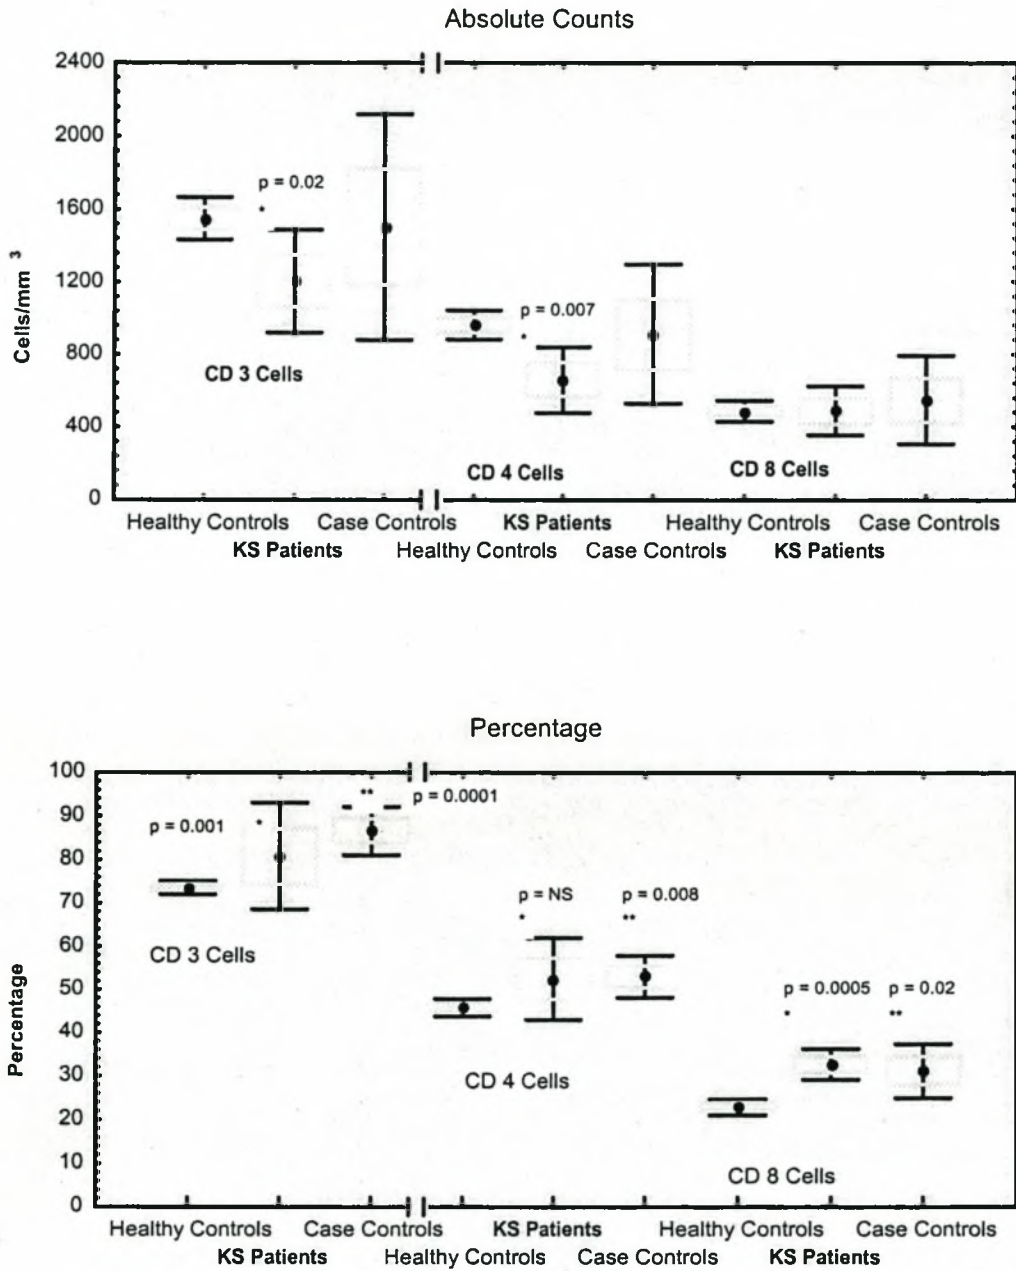 Absolute Counts
2400
2000
1600
1200
800
400
0
Cells/mm 3
p = 0.02
*
p = 0.007
*
CD 3 Cells
CD 4 Cells
CD 8 Cells
Healthy Controls Case Controls KS Patients Healthy Controls Case Controls
KS Patients Healthy Controls Case Controls KS Patients
Percentage
100
90
80
70
60
50
40
30
20
10
0
Percentage
**
p = 0.0001
p = 0.001
*
p = NS
p = 0.008
*
**
CD 3 Cells
p = 0.0005
p = 0.02
*
**
CD 4 Cells
CD 8 Cells
Healthy Controls Case Controls KS Patients Healthy Controls Case Controls
KS Patients Healthy Controls Case Controls KS Patients